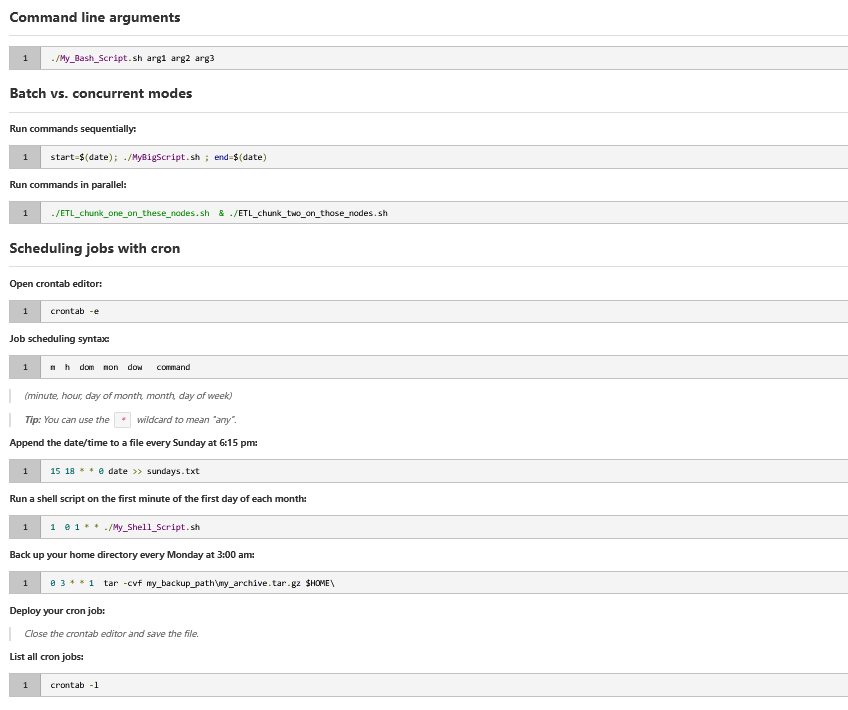 Command line arguments
1 ./My_Bash_Script.sh arg1 arg2 arg3
Batch vs. concurrent modes
Run commands sequentially:
1 start=$(date); ./MyBigScript.sh ; end=$(date)
Run commands in parallel:
1 ./ETL_chunk_one_on_these_nodes.sh  & ./ETL_chunk_two_on_those_nodes.sh
Scheduling jobs with cron
Open crontab editor:
1 crontab -e
Job scheduling syntax:
1 m  h  dom  mon  dow   command
(minute, hour, day of month, month, day of week)
Tip: You can use the * wildcard to mean "any".
Append the date/time to a file every Sunday at 6:15 pm:
1 15 18 * * 0 date >> sundays.txt
Run a shell script on the first minute of the first day of each month:
1 1  0 1 * * ./My_Shell_Script.sh
Back up your home directory every Monday at 3:00 am:
1 0 3 * * 1  tar -cvf my_backup_path\my_archive.tar.gz $HOME\
Deploy your cron job:
Close the crontab editor and save the file.
List all cron jobs:
1 crontab -l